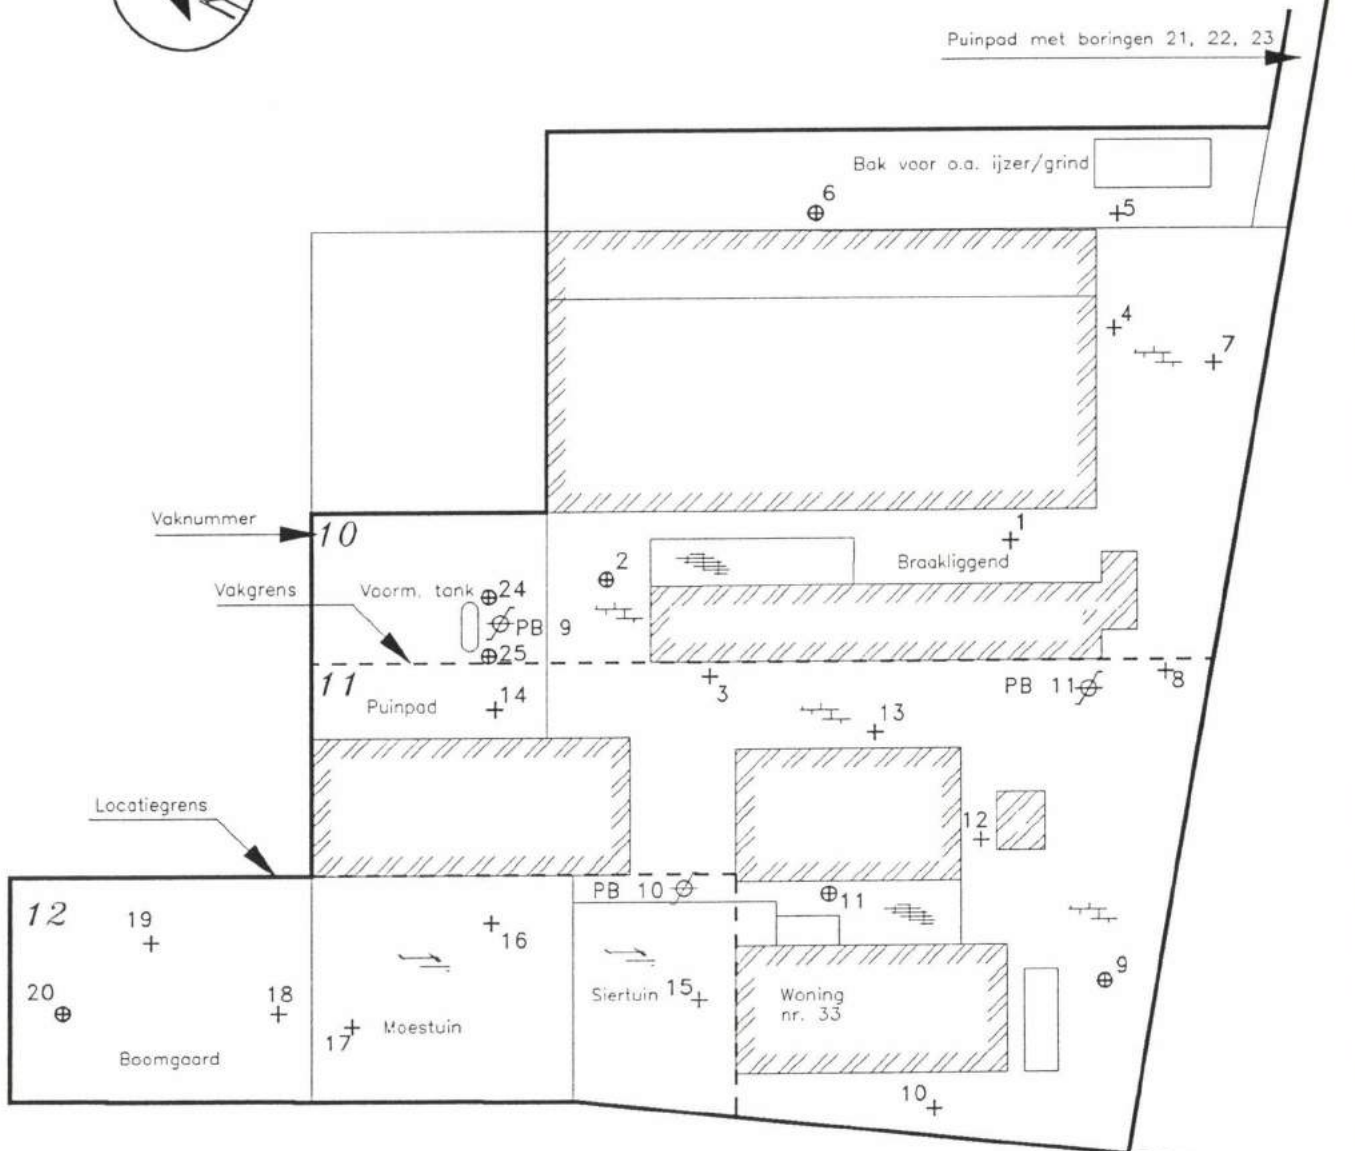 Puinpad met boringen 21, 22, 23
Bak voor o.a. ijzer/grind
6
5
4
7
Vaknummer
10
1
2
Braakliggend
Vakgrens
Voorm. tank
24
PB 9
25
11
Puinpad
14
3
PB 11
8
13
12
Locatiegrens
PB 10
11
12
19
16
9
20
18
17
Moestuin
Siertuin
15
Woning
nr. 33
Boomgaard
10